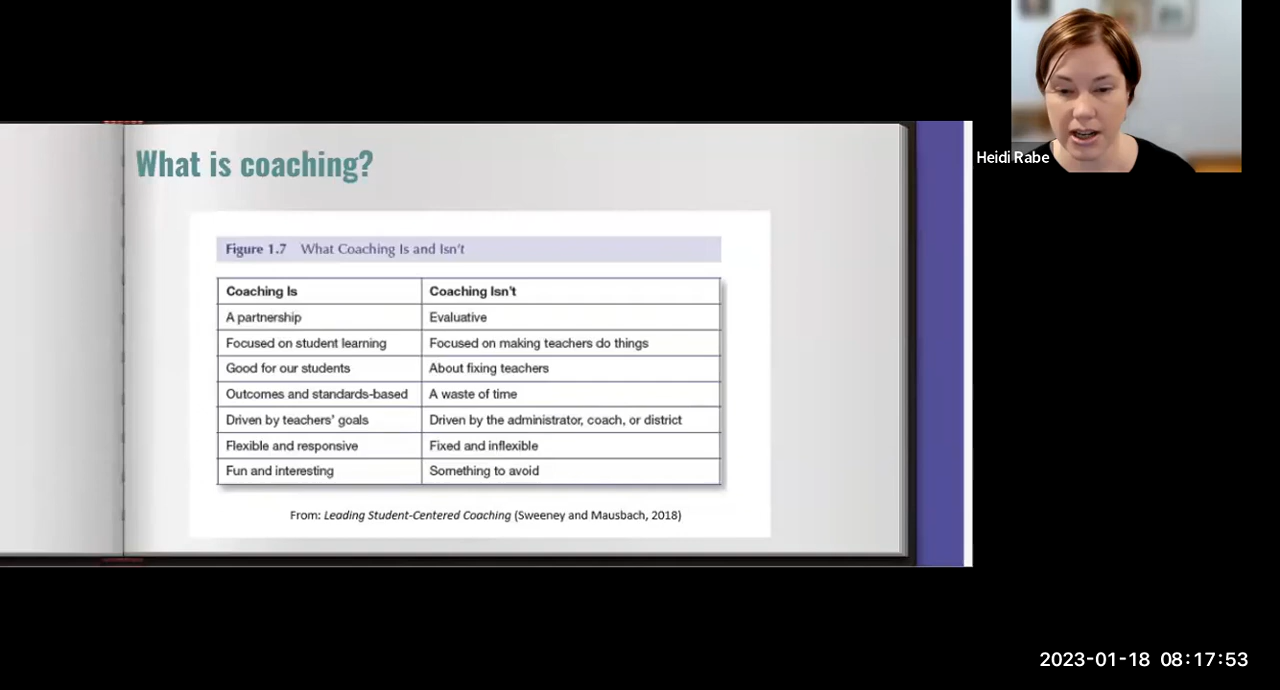 What is coaching?
Figure 1.7 What Coaching Is and Isn't
Coaching Is Coaching Isn't
A partnership Evaluative
Focused on student learning Focused on making teachers do things
Good for our students About fixing teachers
Outcomes and standards-based A waste of time
Driven by teachers' goals Driven by the administrator, coach, or district
Flexible and responsive Fixed and inflexible
Fun and interesting Something to avoid
From: Leading Student-Centered Coaching (Sweeney and Mausbach, 2018)
Heidi Rabe
2023-01-18 08:17:53